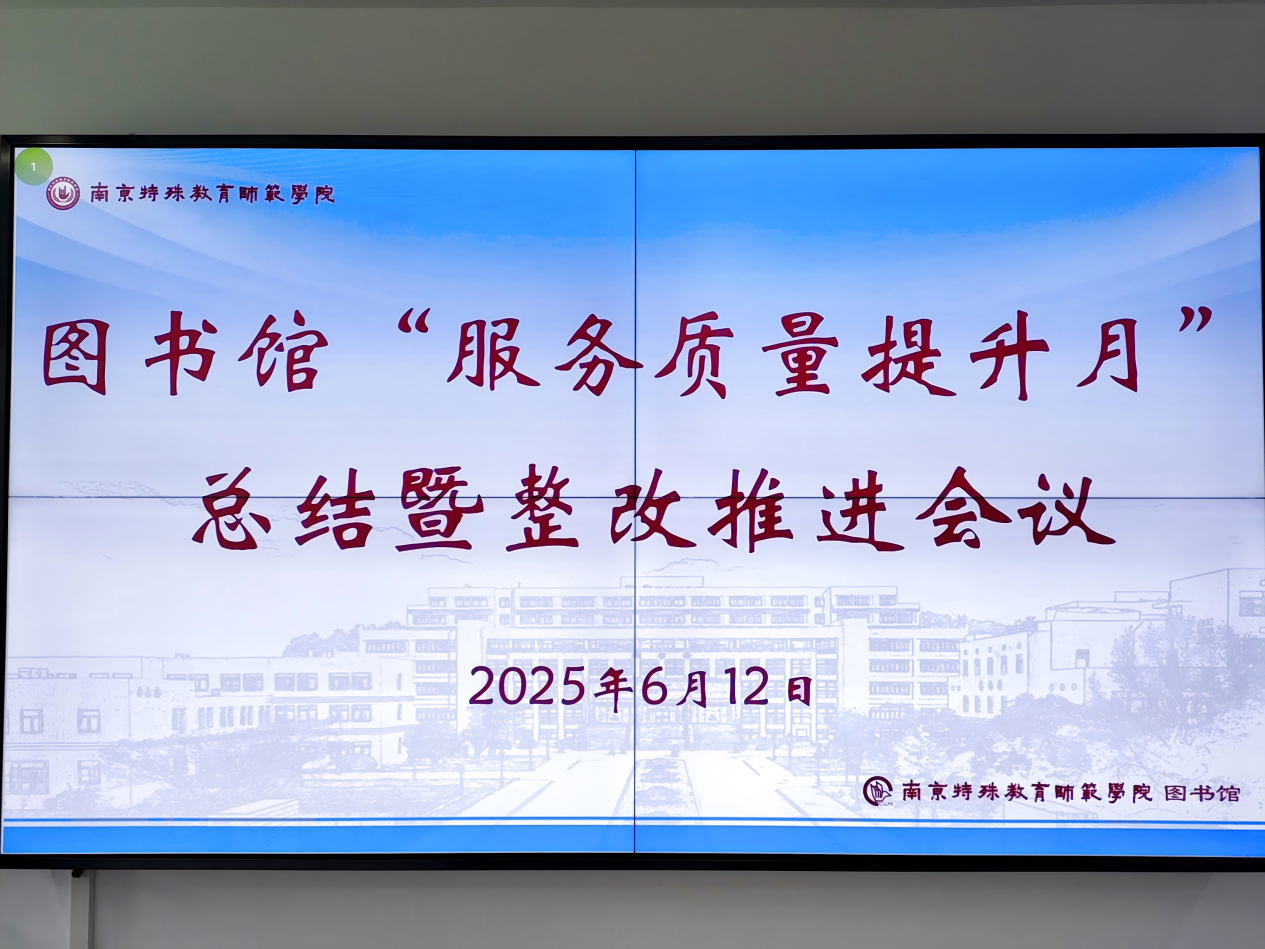 1
南京特殊教育師範學院
图书馆“服务质量提升月”
总结暨整改推进会议
2025年6月12日
南京特殊教育師範學院 图书馆